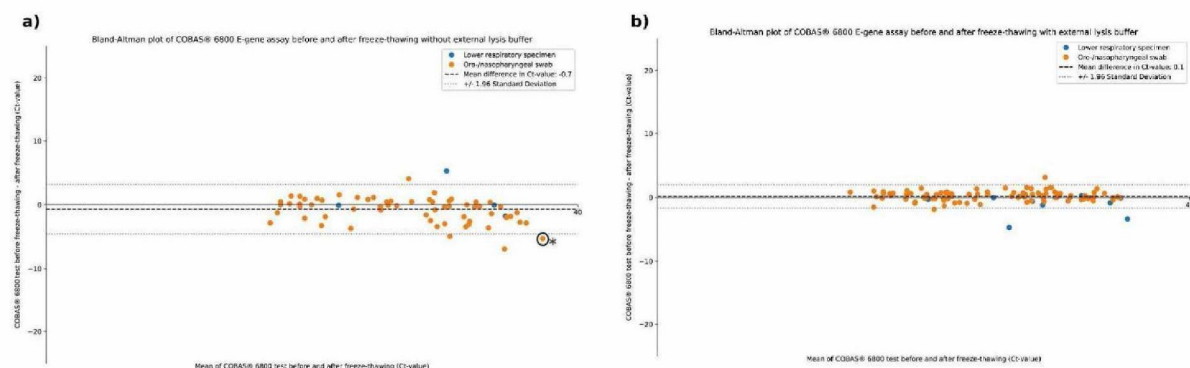 a)
Bland-Altman plot of COBAS® 6800 E-gene assay before and after freeze-thawing without external lysis buffer
Lower respiratory specimen
Oro-/nasopharyngeal swab
Mean difference in Ct-value: -0.7
+/- 1.96 Standard Deviation
COBAS® 6800 test before freeze-thawing - after freeze-thawing (Ct-value)
20
10
0
−10
−20
40
*
Mean of COBAS® 6800 test before and after freeze-thawing (Ct-value)
b)
Bland-Altman plot of COBAS® 6800 E-gene assay before and after freeze-thawing with external lysis buffer
Lower respiratory specimen
Oro-/nasopharyngeal swab
Mean difference in Ct-value: 0.1
+/- 1.96 Standard Deviation
COBAS® 6800 test before freeze-thawing - after freeze-thawing (Ct-value)
20
10
0
−10
−20
4
Mean of COBAS® 6800 test before and after freeze-thawing (Ct-value)